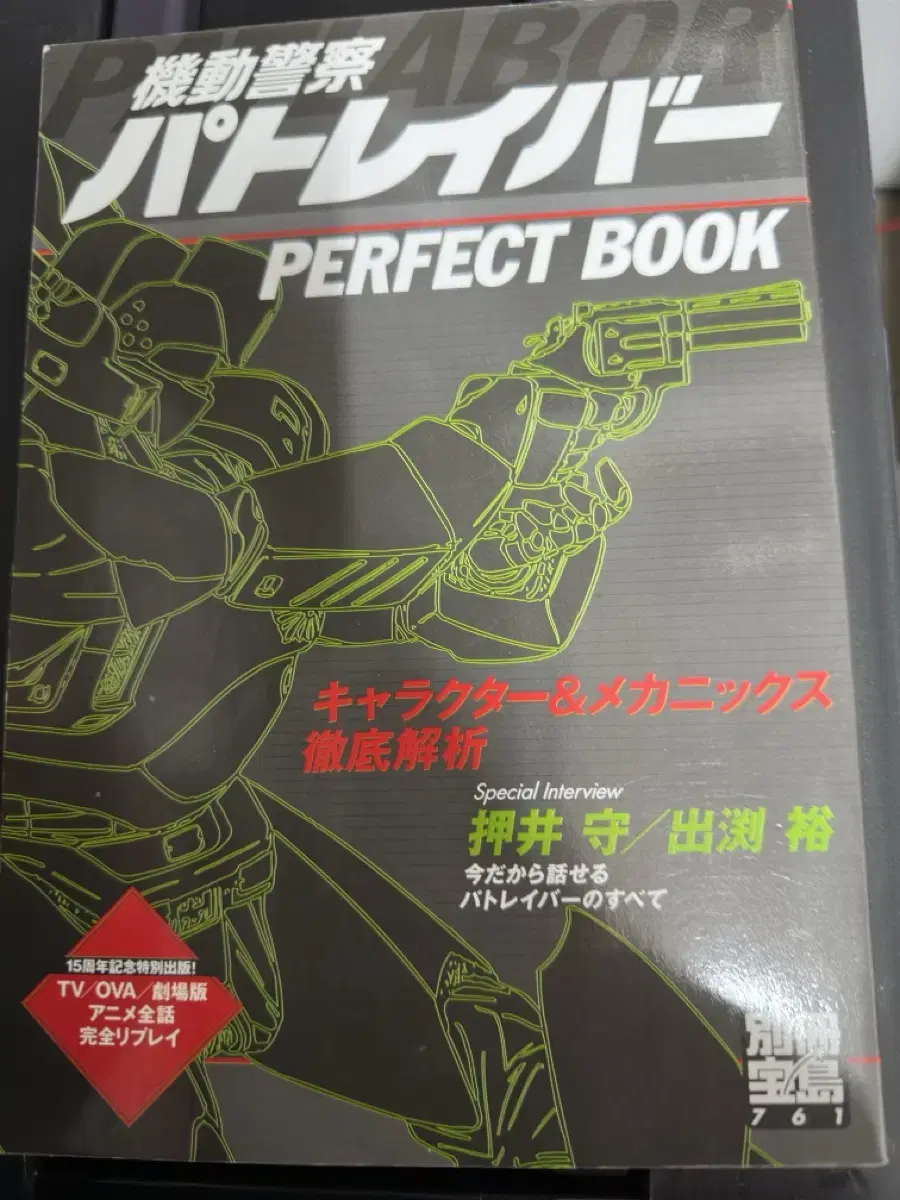 PATLABOR
機動警察
パトレイバー
PERFECT BOOK
キャラクター&メカニックス
徹底解析
Special Interview
押井 守/出渕 裕
今だから話せる
パトレイバーのすべて
15周年記念特別出版!
TV/OVA/劇場版
アニメ全話
完全リプレイ
別冊
宝島
761